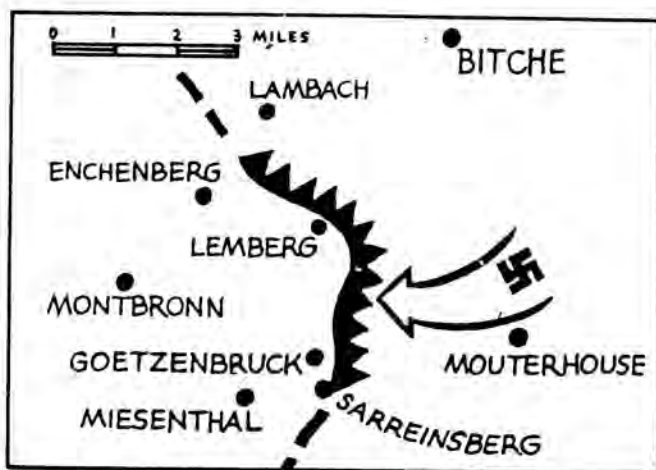 0 1 2 3 MILES
BITCHE
LAMBACH
ENCHENBERG
LEMBERG
MONTBRONN
GOETZENBRUCK
MOUTERHOUSE
MIESENTHAL
SARREINSBERG